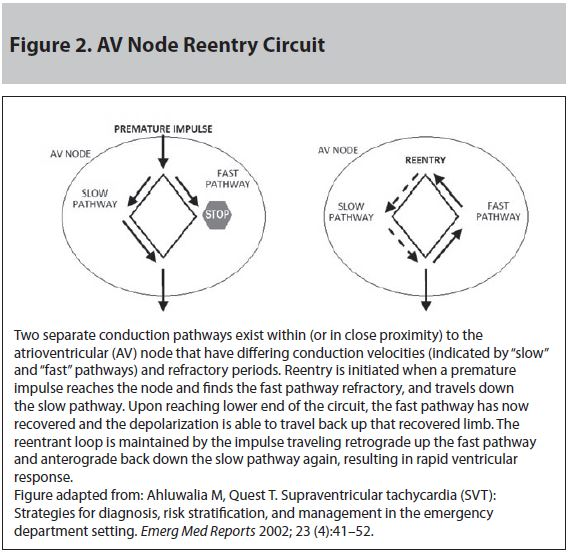 Figure 2. AV Node Reentry Circuit
PREMATURE IMPULSE
AV NODE
FAST
PATHWAY
SLOW
PATHWAY
STOP
AV NODE
REENTRY
SLOW
PATHWAY
FAST
PATHWAY
Two separate conduction pathways exist within (or in close proximity) to the
atrioventricular (AV) node that have differing conduction velocities (indicated by “slow”
and “fast” pathways) and refractory periods. Reentry is initiated when a premature
impulse reaches the node and finds the fast pathway refractory, and travels down
the slow pathway. Upon reaching lower end of the circuit, the fast pathway has now
recovered and the depolarization is able to travel back up that recovered limb. The
reentrant loop is maintained by the impulse traveling retrograde up the fast pathway
and anterograde back down the slow pathway again, resulting in rapid ventricular
response.
Figure adapted from: Ahluwalia M, Quest T. Supraventricular tachycardia (SVT):
Strategies for diagnosis, risk stratification, and management in the emergency
department setting. Emerg Med Reports 2002; 23 (4):41–52.